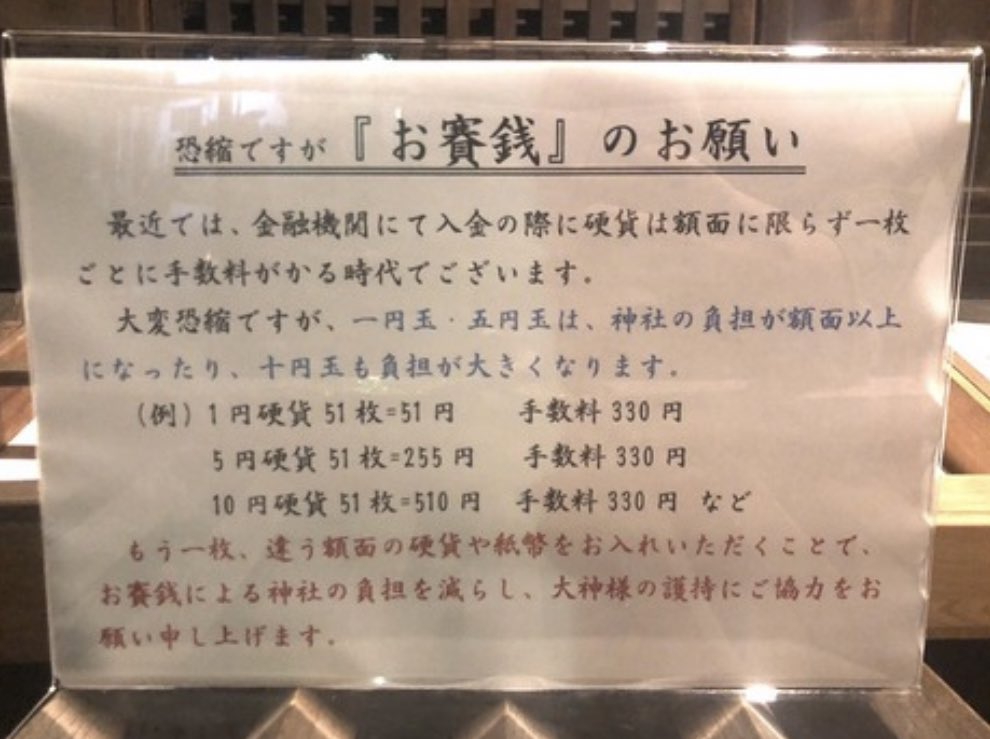 恐縮ですが『お賽銭』のお願い
最近では、金融機関にて入金の際に硬貨は額面に限らず一枚
ごとに手数料がかる時代でございます.
大変恐縮ですが、一円玉・五円玉は、神社の負担が額面以上
になったり、十円玉も負担が大きくなります.
(例)1円硬貨51枚=51円 手数料330円
5円硬貨51枚=255円 手数料330円
10円硬貨51枚=510円 手数料330円 など
もう一枚、違う額面の硬貨や紙幣をお入れいただくことで、
お賽銭による神社の負担を減らし、大神様の護持にご協力をお
願い申し上げます.